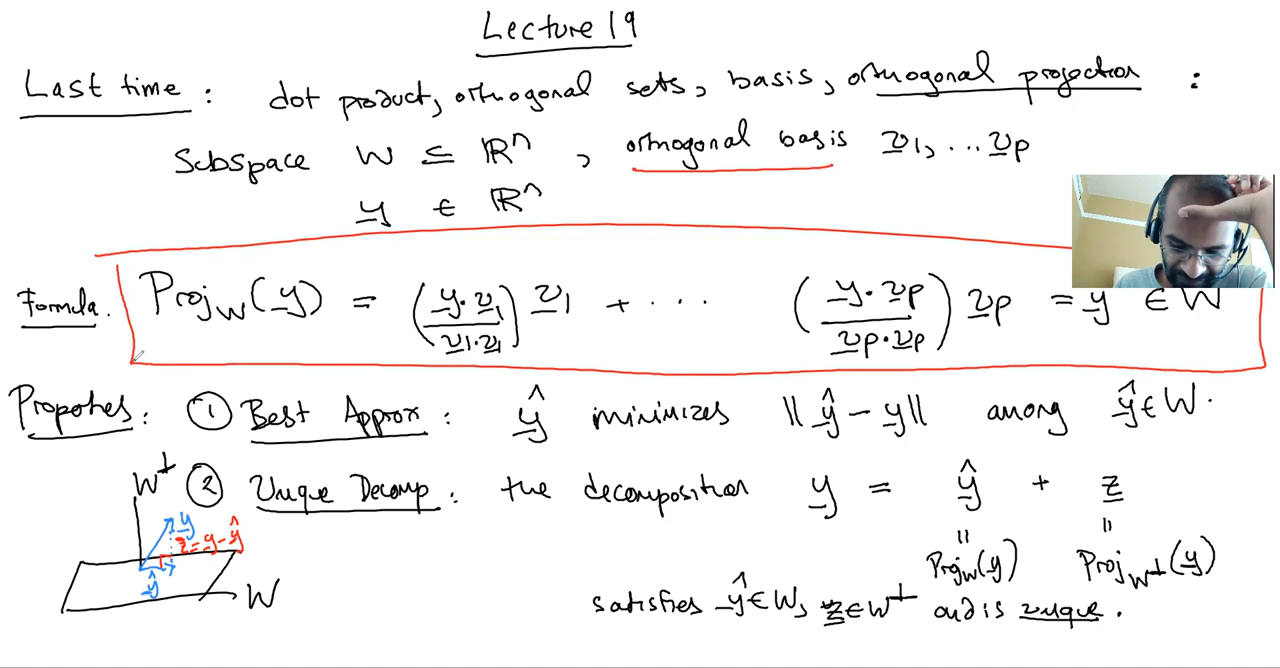 Lecture 19
Last time : dot product, orthogonal sets, basis, orthogonal projection :
Subspace W ⊆ ℝⁿ , orthogonal basis v1, ... vp
y ∈ ℝⁿ
Formula. Proj_W(y) = (y·v1 / v1·v1) v1 + ... (y·vp / vp·vp) vp = ŷ ∈ W
Properties: ① Best Approx : ŷ minimizes ||ŷ - y|| among ŷ ∈ W.
② Unique Decomp : the decomposition y = ŷ + z
= Proj_W(y) = Proj_W⊥(y)
satisfies ŷ ∈ W, z ∈ W⊥ and is unique.
W⊥
y
z = y - ŷ
ŷ
W